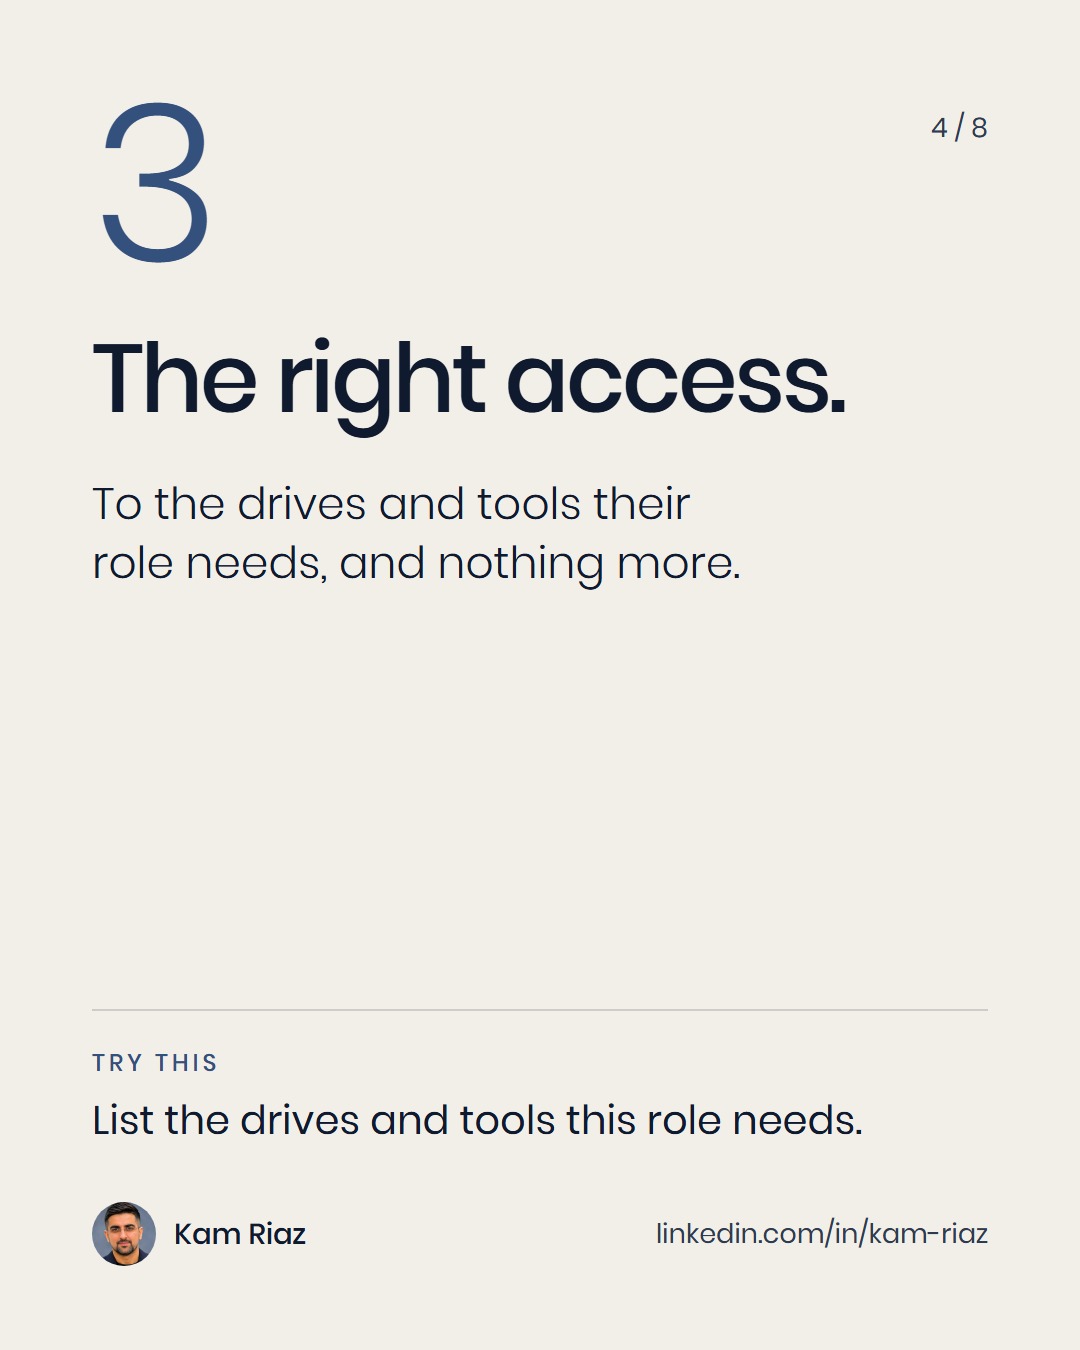 3
4 / 8
The right access.
To the drives and tools their
role needs, and nothing more.
TRY THIS
List the drives and tools this role needs.
Kam Riaz
linkedin.com/in/kam-riaz